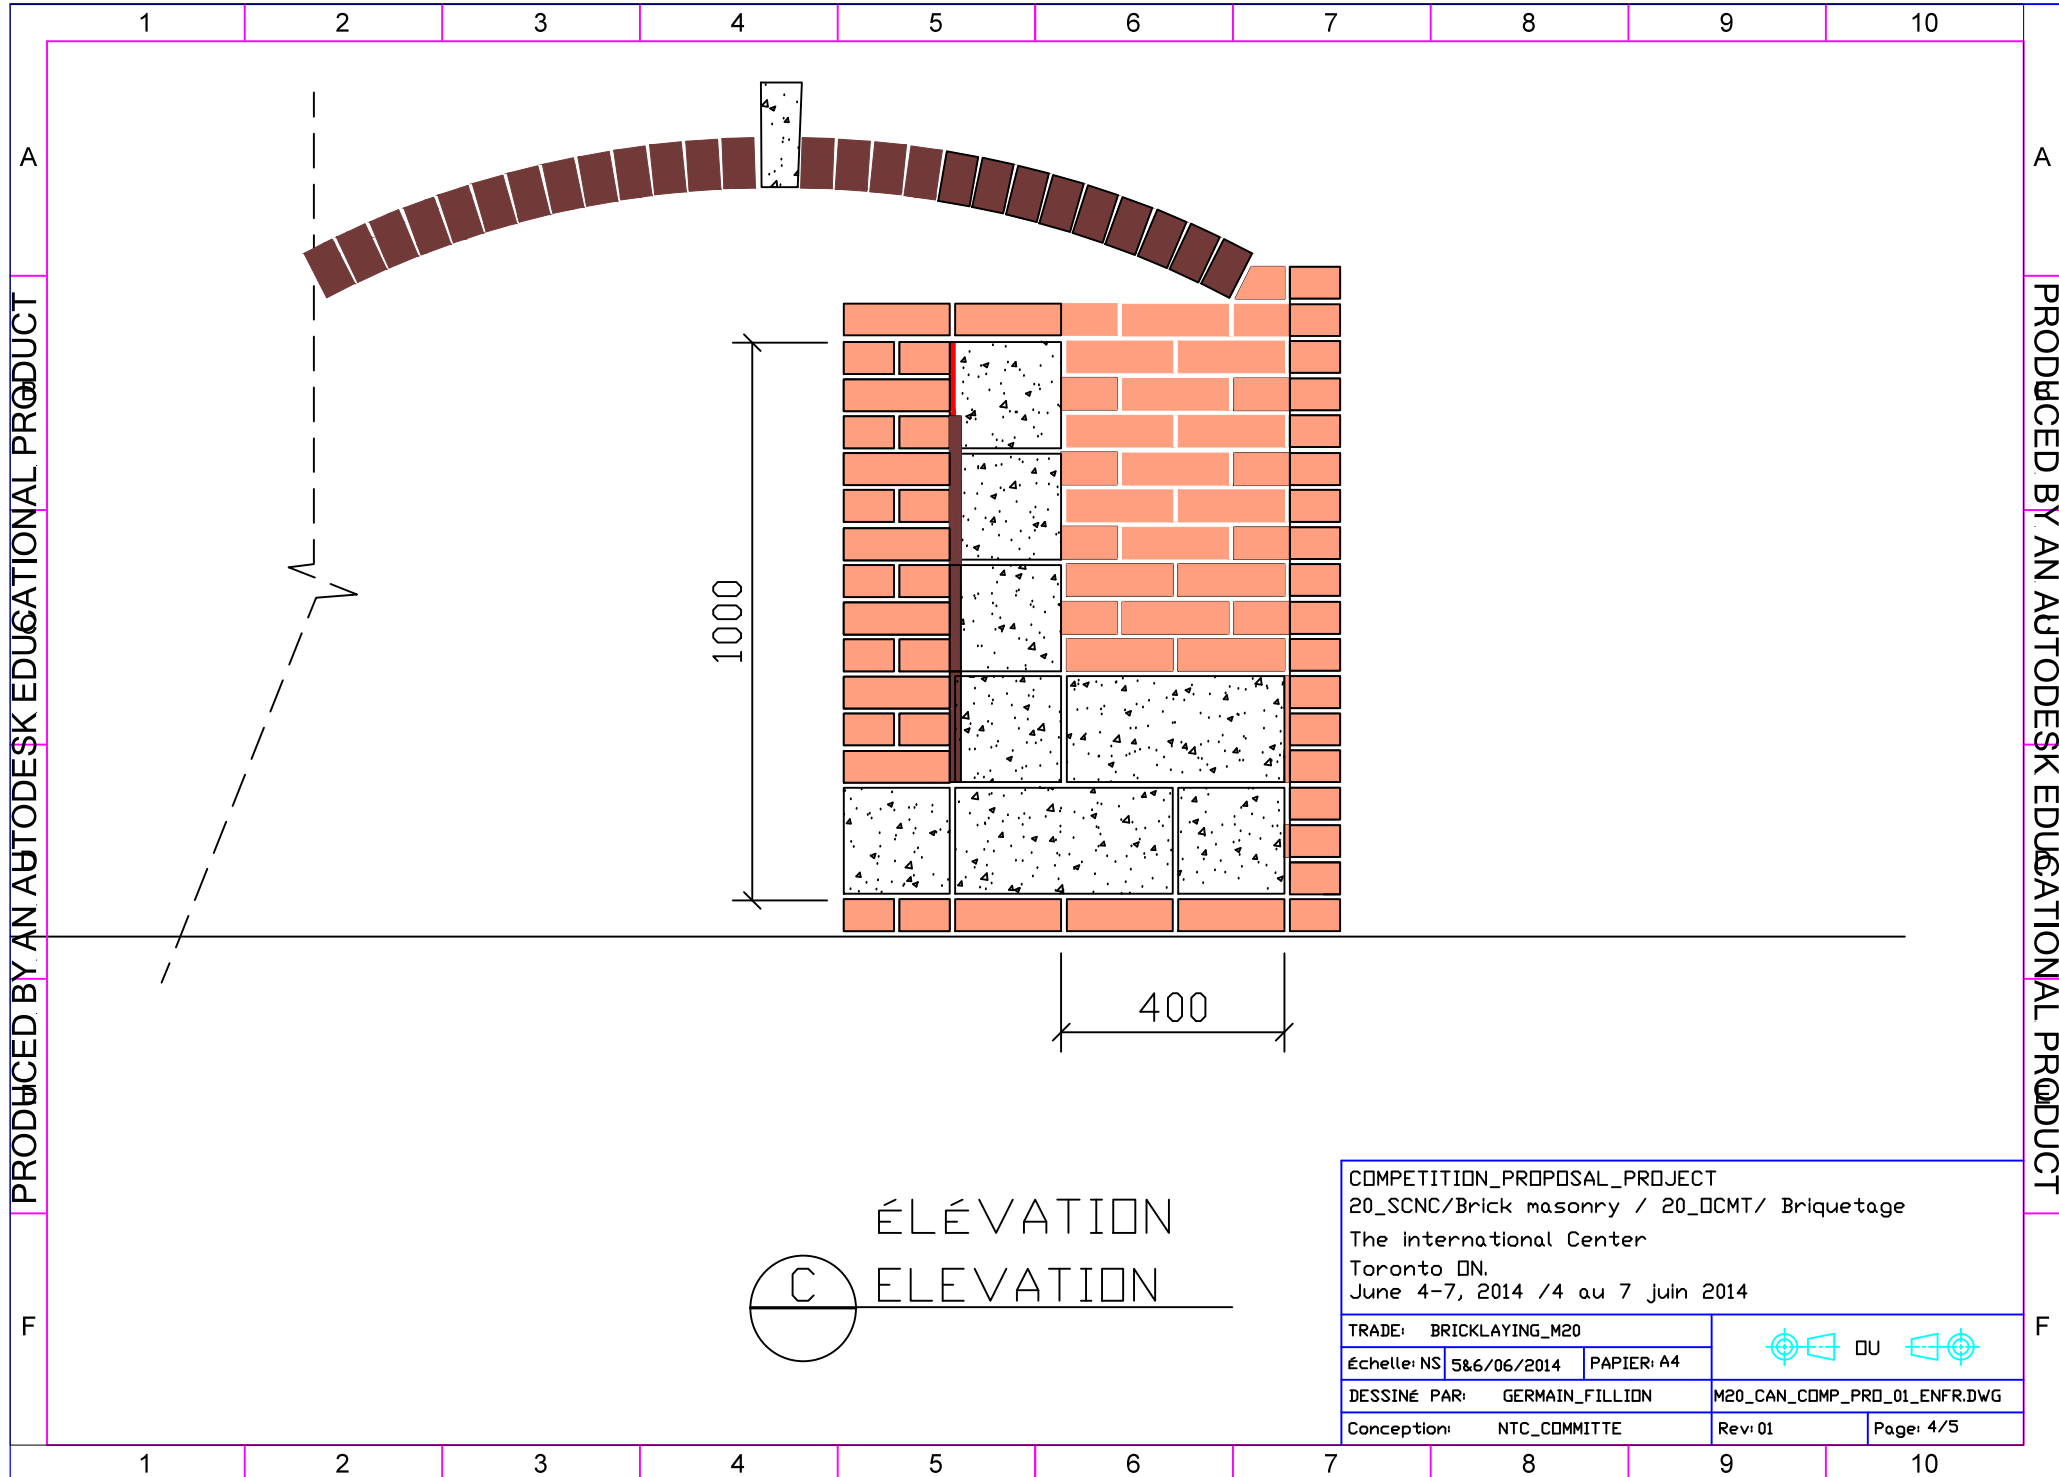 1 2 3 4 5 6 7 8 9 10
A A
PRODUCED BY AN AUTODESK EDUCATIONAL PRODUCT
PRODUCED BY AN AUTODESK EDUCATIONAL PRODUCT
B B
1000
C
D D
400
E E
ÉLÉVATION
C ELEVATION
F F
COMPETITION_PROPOSAL_PROJECT
20_SCNC/Brick masonry / 20_OCMT/ Briquetage
The international Center
Toronto ON.
June 4-7, 2014 /4 au 7 juin 2014
TRADE: BRICKLAYING_M20
OU
échelle: NS 5&6/06/2014 PAPIER: A4
DESSINé PAR: GERMAIN_FILLION M20_CAN_COMP_PRO_01_ENFR.DWG
Conception: NTC_COMMITTE Rev: 01 Page: 4/5
1 2 3 4 5 6 7 8 9 10